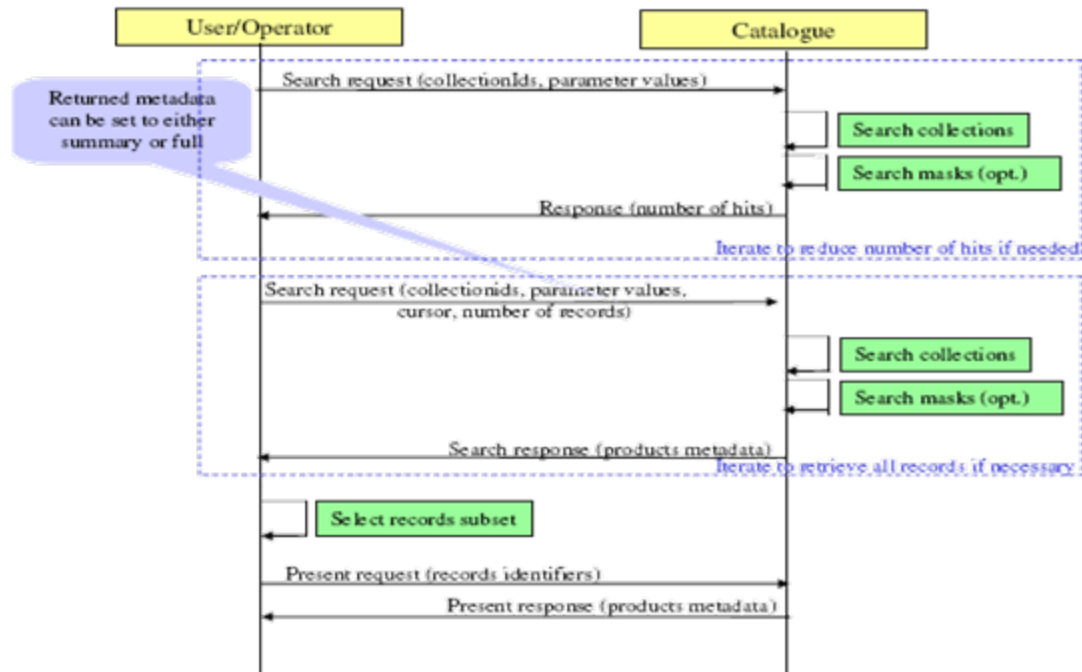 User/Operator
Catalogue
Search request (collectionIds, parameter values)
Returned metadata
can be set to either
summary or full
Search collections
Search masks (opt.)
Response (number of hits)
Iterate to reduce number of hits if needed
Search request (collectionids, parameter values,
cursor, number of records)
Search collections
Search masks (opt.)
Search response (products metadata)
Iterate to retrieve all records if necessary
Select records subset
Present request (records identifiers)
Present response (products metadata)